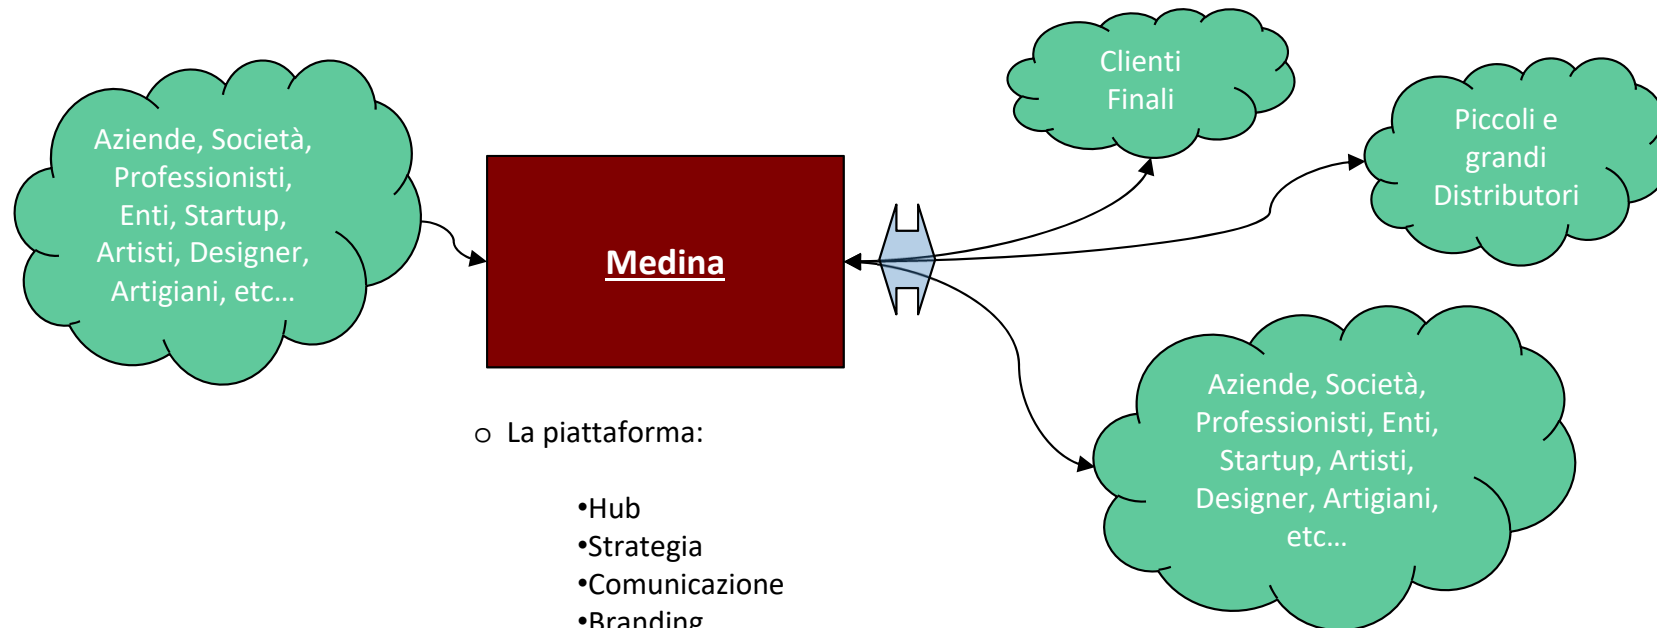 Aziende, Società,
Professionisti,
Enti, Startup,
Artisti, Designer,
Artigiani, etc…
Medina
Clienti
Finali
Piccoli e
grandi
Distributori
Aziende, Società,
Professionisti, Enti,
Startup, Artisti,
Designer, Artigiani,
etc…
o La piattaforma:
•Hub
•Strategia
•Comunicazione
•Branding